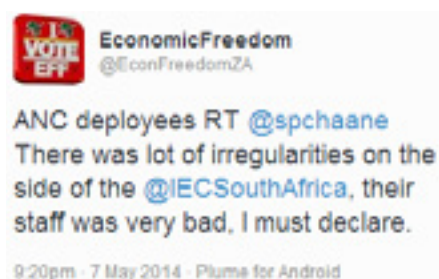 I
VOTE
EFF
EconomicFreedom
@EconFreedomZA
ANC deployees RT @spchaane
There was lot of irregularities on the
side of the @IECSouthAfrica, their
staff was very bad, I must declare.
9:20pm · 7 May 2014 · Plume for Android